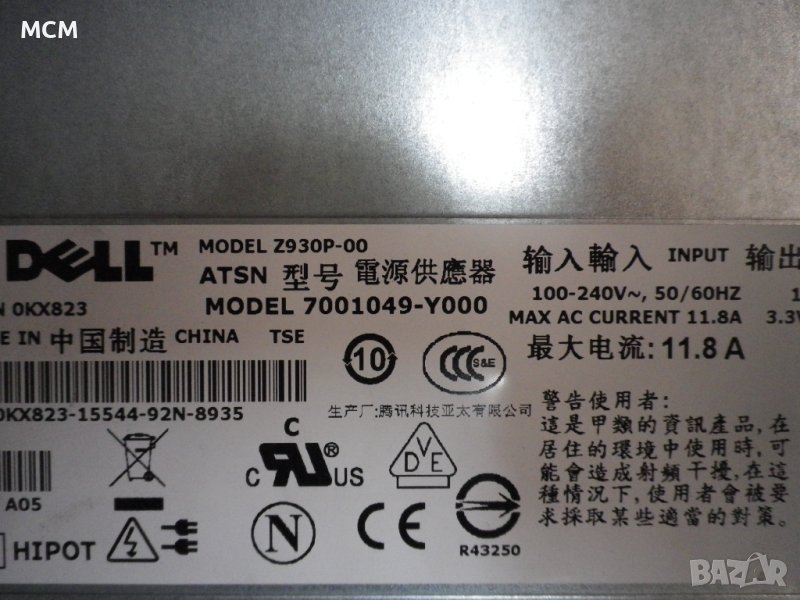 MCM
DELL™
MODEL Z930P-00
ATSN 型号 電源供應器
N 0KX823
MODEL 7001049-Y000
E IN 中国制造 CHINA TSE
0KX823-15544-92N-8935
A05
HIPOT
输入輸入 INPUT 输出
100-240V~, 50/60HZ 1
MAX AC CURRENT 11.8A 3.3V
最大电流: 11.8 A
10
S&E
生产厂:腾讯科技亚太有限公司
C
C UR ® US
DVE
N
CE
R43250
警告使用者:
這是甲類的資訊產品,在
居住的環境中使用時,可
能會造成射頻干擾,在這
種情況下,使用者會被要
求採取某些適當的對策。
BAZAR